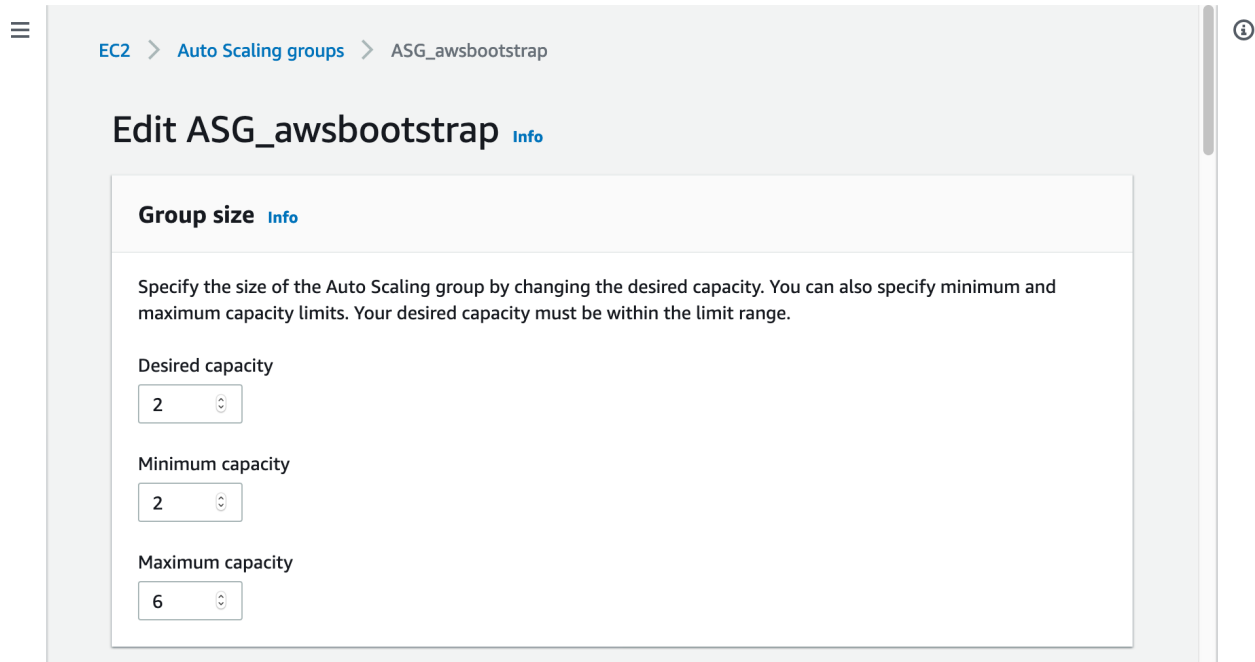 EC2 > Auto Scaling groups > ASG_awsbootstrap
Edit ASG_awsbootstrap Info
Group size Info
Specify the size of the Auto Scaling group by changing the desired capacity. You can also specify minimum and
maximum capacity limits. Your desired capacity must be within the limit range.
Desired capacity
2
Minimum capacity
2
Maximum capacity
6